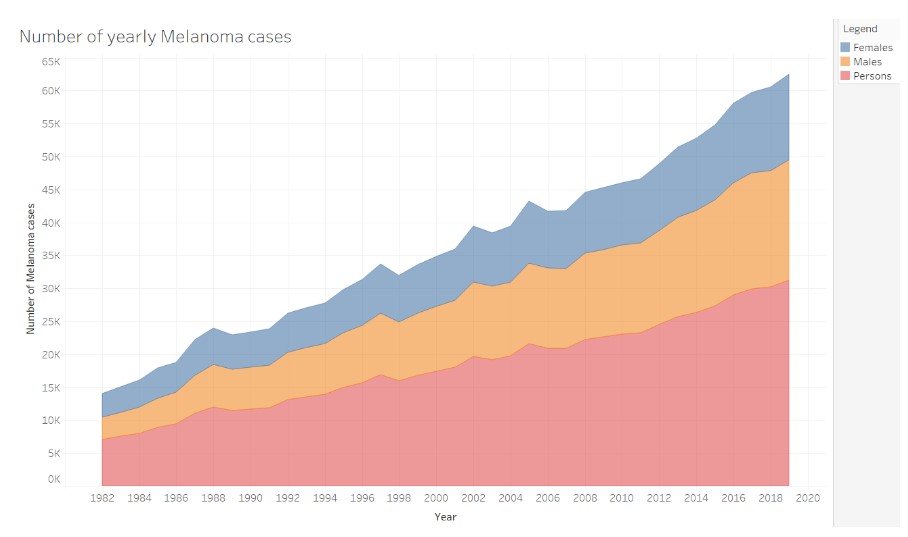 Number of yearly Melanoma cases
Legend
Females
Males
Persons
65K
60K
55K
50K
45K
40K
35K
30K
25K
20K
15K
10K
5K
0K
Number of Melanoma cases
1982 1984 1986 1988 1990 1992 1994 1996 1998 2000 2002 2004 2006 2008 2010 2012 2014 2016 2018 2020
Year